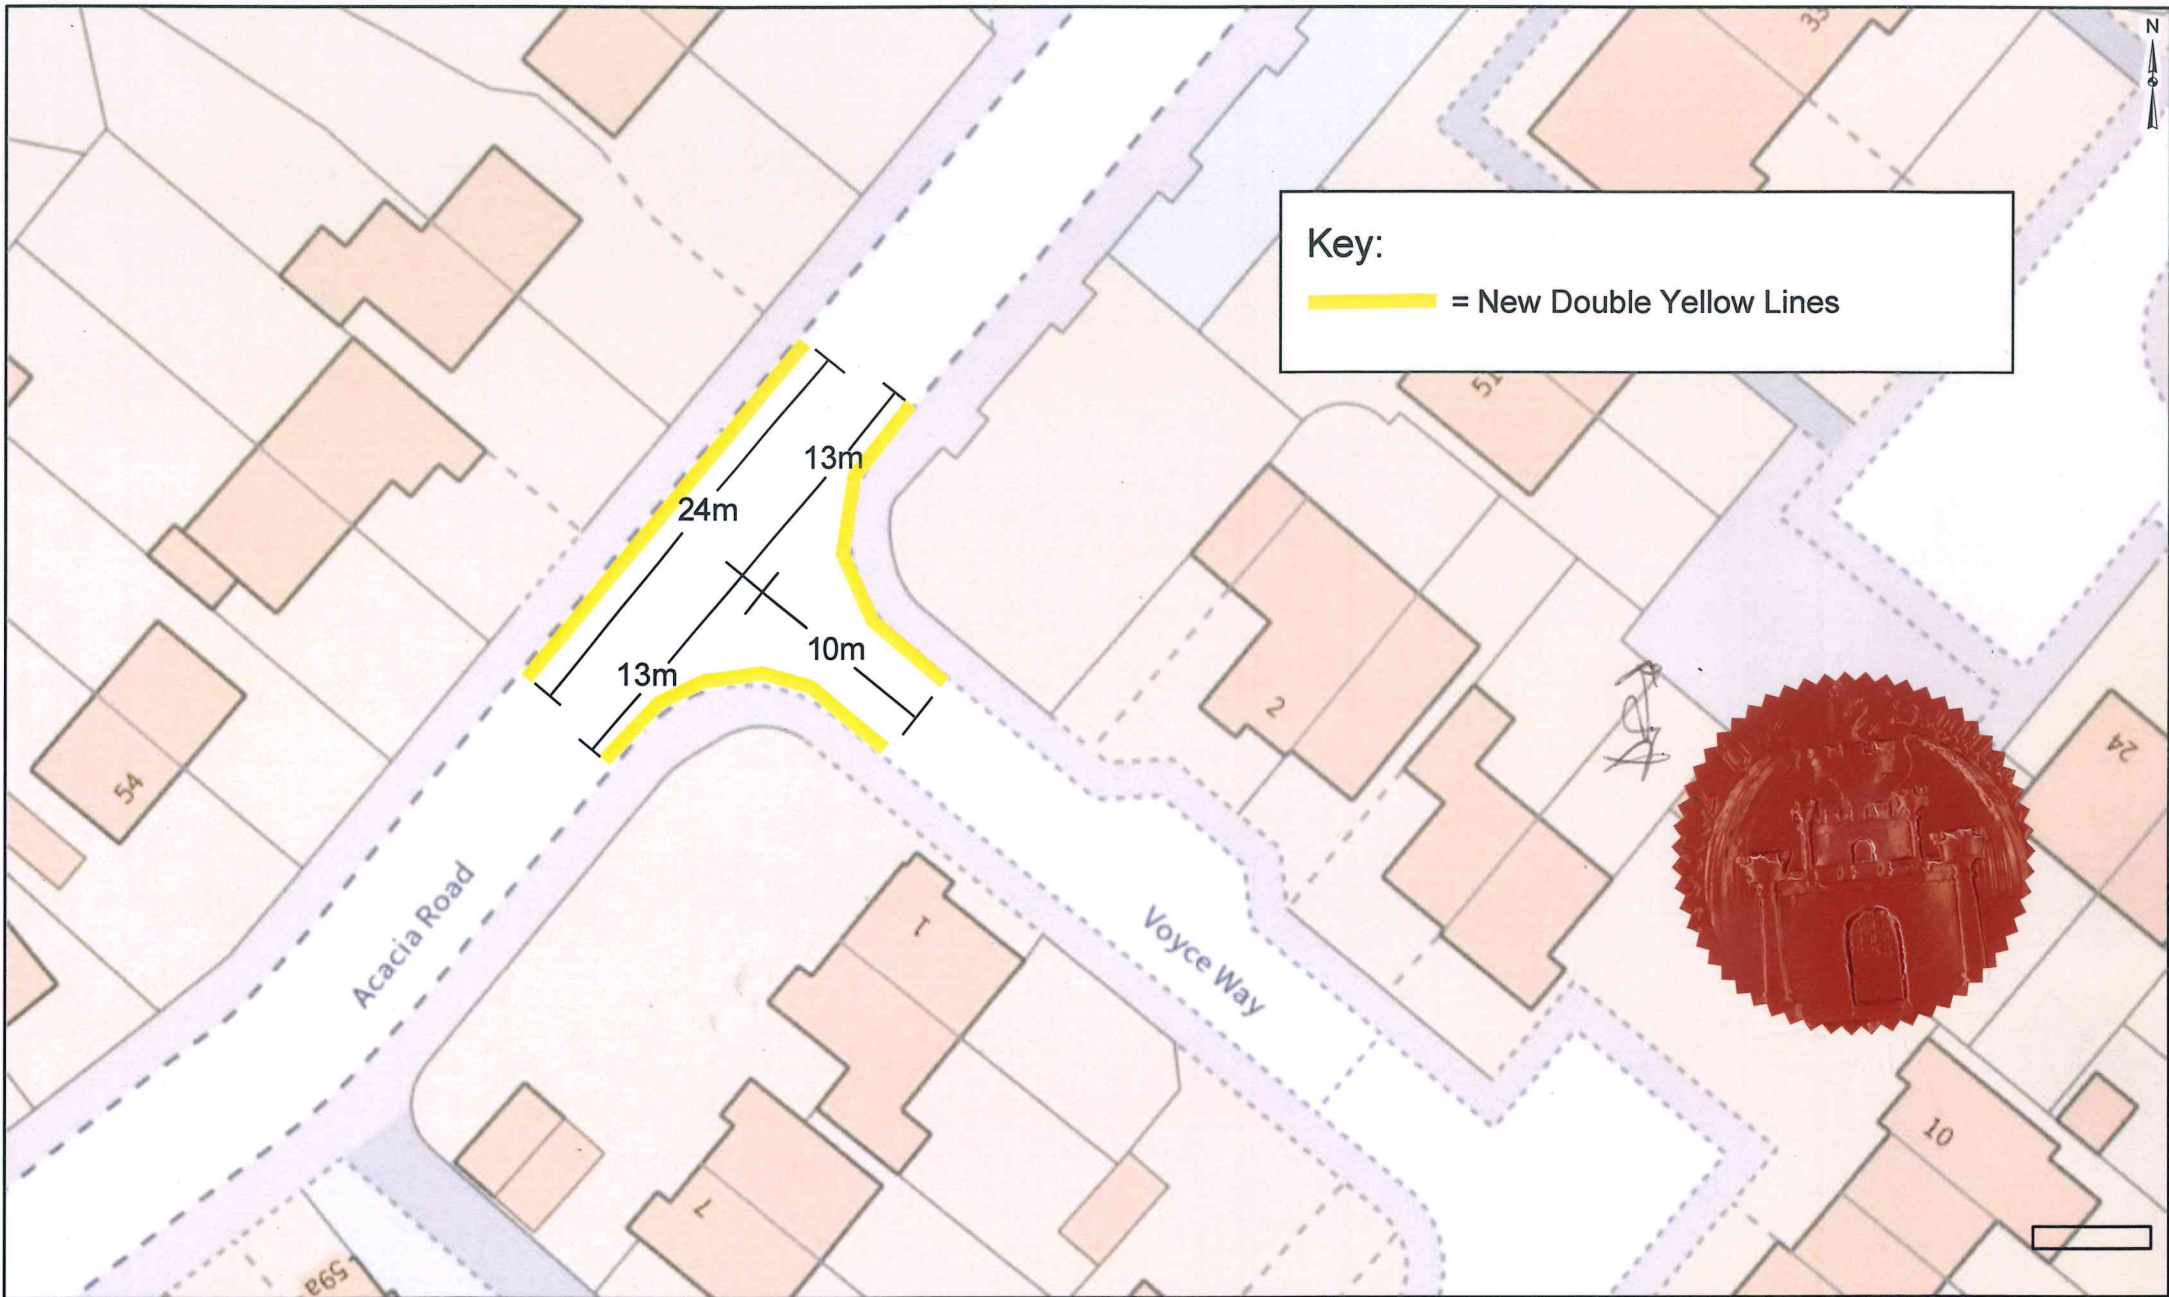 N
33
Key:
= New Double Yellow Lines
51
13m
24m
10m
13m
2
24
54
Acacia Road
1
Voyce Way
10
7
59a